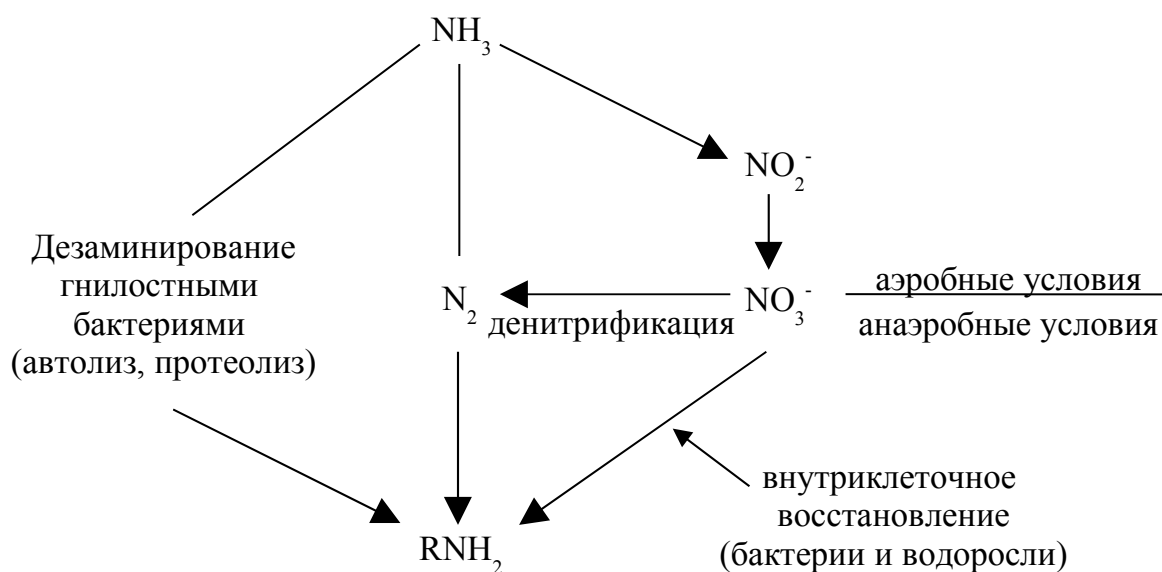 NH₃
NO₂⁻
Дезаминирование
гнилостными
бактериями
(автолиз, протеолиз)
N₂
денитрификация
NO₃⁻
аэробные условия
анаэробные условия
RNH₂
внутриклеточное
восстановление
(бактерии и водоросли)